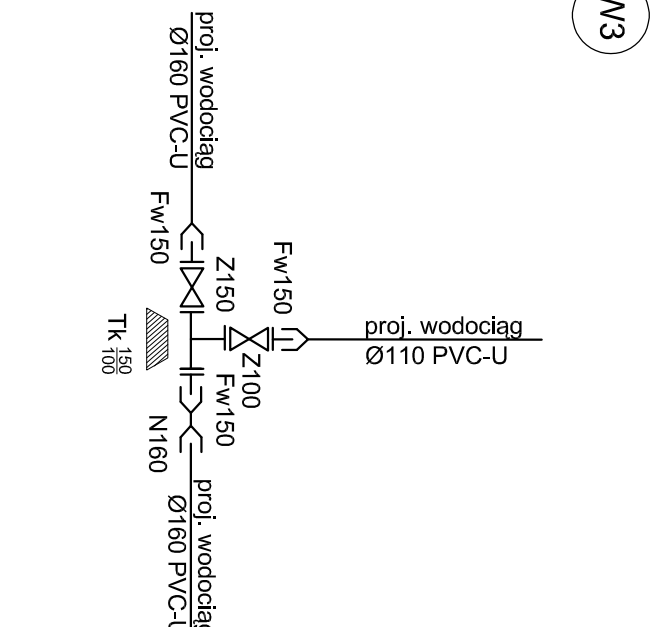 W3
proj. wodociąg
Ø160 PVC-U
Fw150
Z150
Fw150
proj. wodociąg
Ø110 PVC-U
Z100
Tk 150/100
Fw150
N160
proj. wodociąg
Ø160 PVC-U